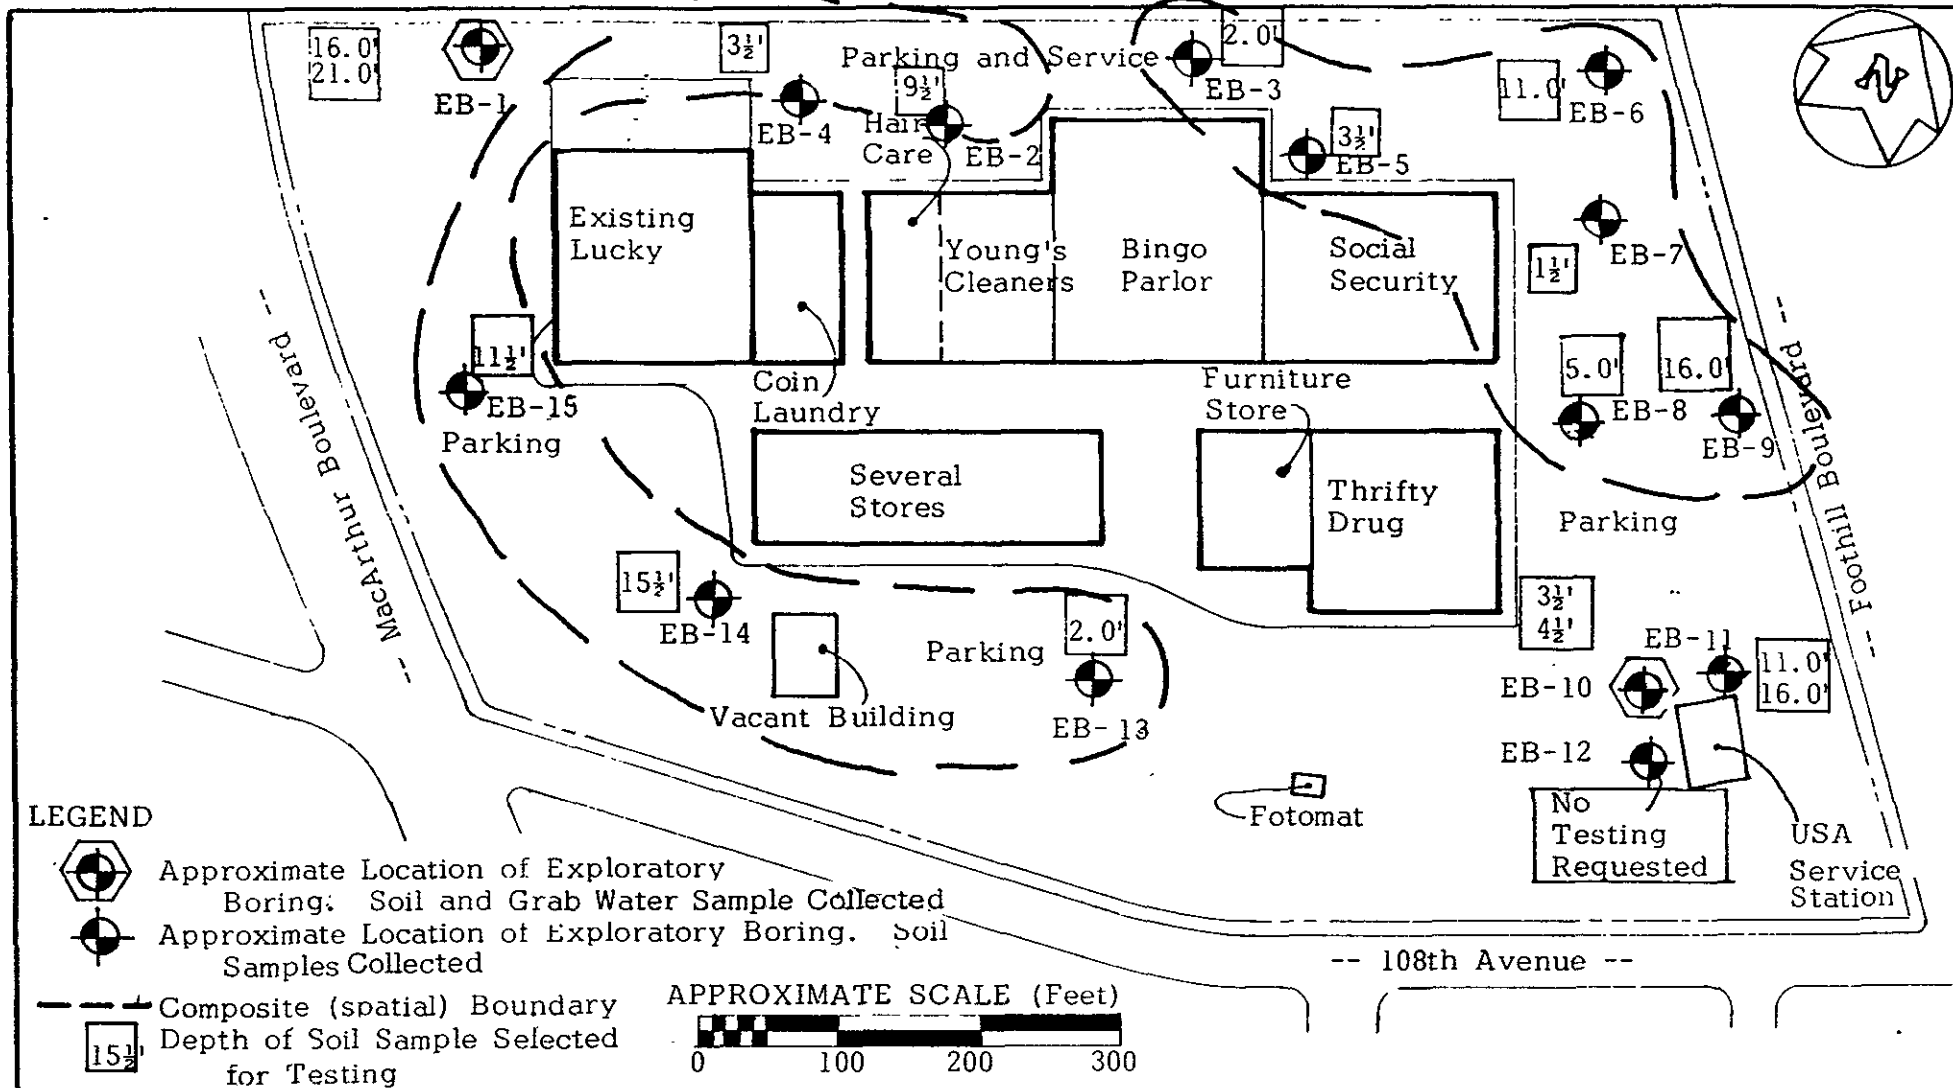 16.0'
21.0'
EB-1
3½'
EB-4
Parking and Service
9½'
Hair
Care
EB-2
2.0'
EB-3
3½'
EB-5
11.0'
EB-6
N
Existing
Lucky
Young's
Cleaners
Bingo
Parlor
Social
Security
1½'
EB-7
5.0'
EB-8
16.0'
EB-9
11½'
EB-15
Parking
Coin
Laundry
Furniture
Store
Several
Stores
Thrifty
Drug
Parking
-- MacArthur Boulevard --
-- Foothill Boulevard --
15½'
EB-14
Vacant Building
Parking
2.0'
EB-13
3½'
4½'
EB-10
EB-11
11.0'
16.0'
EB-12
No
Testing
Requested
USA
Service
Station
Fotomat
-- 108th Avenue --
LEGEND
Approximate Location of Exploratory
Boring. Soil and Grab Water Sample Collected
Approximate Location of Exploratory Boring. Soil
Samples Collected
Composite (spatial) Boundary
15½'
Depth of Soil Sample Selected
for Testing
APPROXIMATE SCALE (Feet)
0 100 200 300